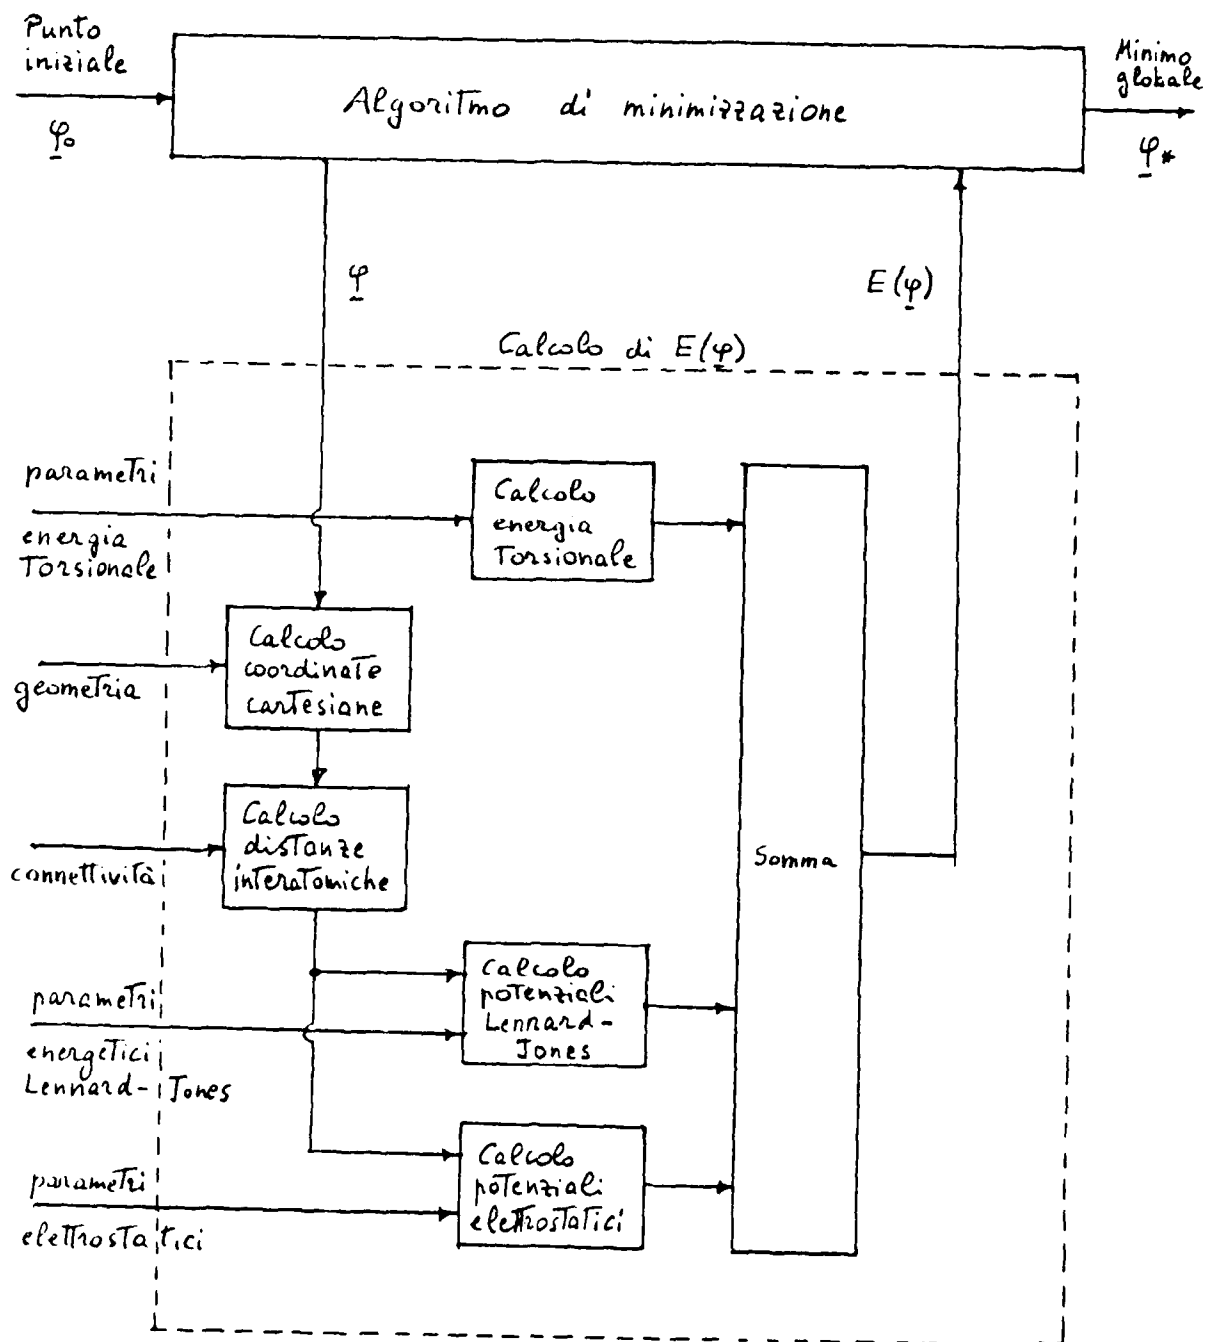 Punto
iniziale
φ₀
Algoritmo di minimizzazione
Minimo
globale
φ*
φ
E(φ)
Calcolo di E(φ)
parametri
energia
Torsionale
Calcolo
energia
Torsionale
geometria
Calcolo
coordinate
cartesiane
connettività
Calcolo
distanze
interatomiche
Somma
parametri
energetici
Lennard-Jones
Calcolo
potenziali
Lennard-
Jones
parametri
elettrostatici
Calcolo
potenziali
elettrostatici